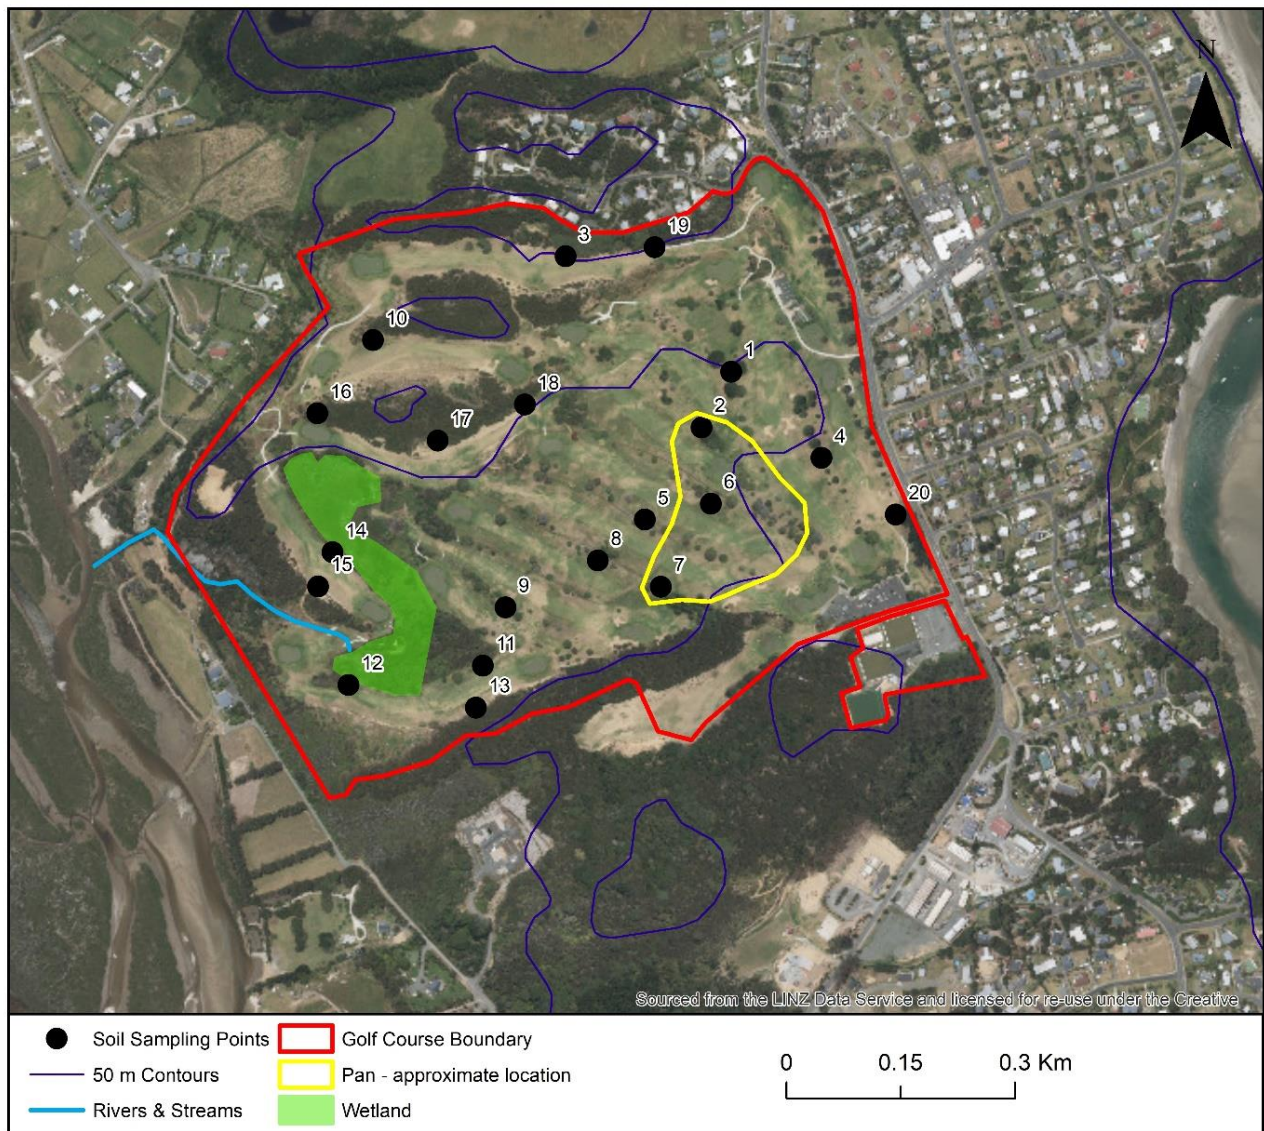 N
3
19
10
1
16
18
2
17
4
6
5
20
14
8
15
7
9
11
12
13
Sourced from the LINZ Data Service and licensed for re-use under the Creative
Soil Sampling Points
Golf Course Boundary
50 m Contours
Pan - approximate location
Rivers & Streams
Wetland
0 0.15 0.3 Km